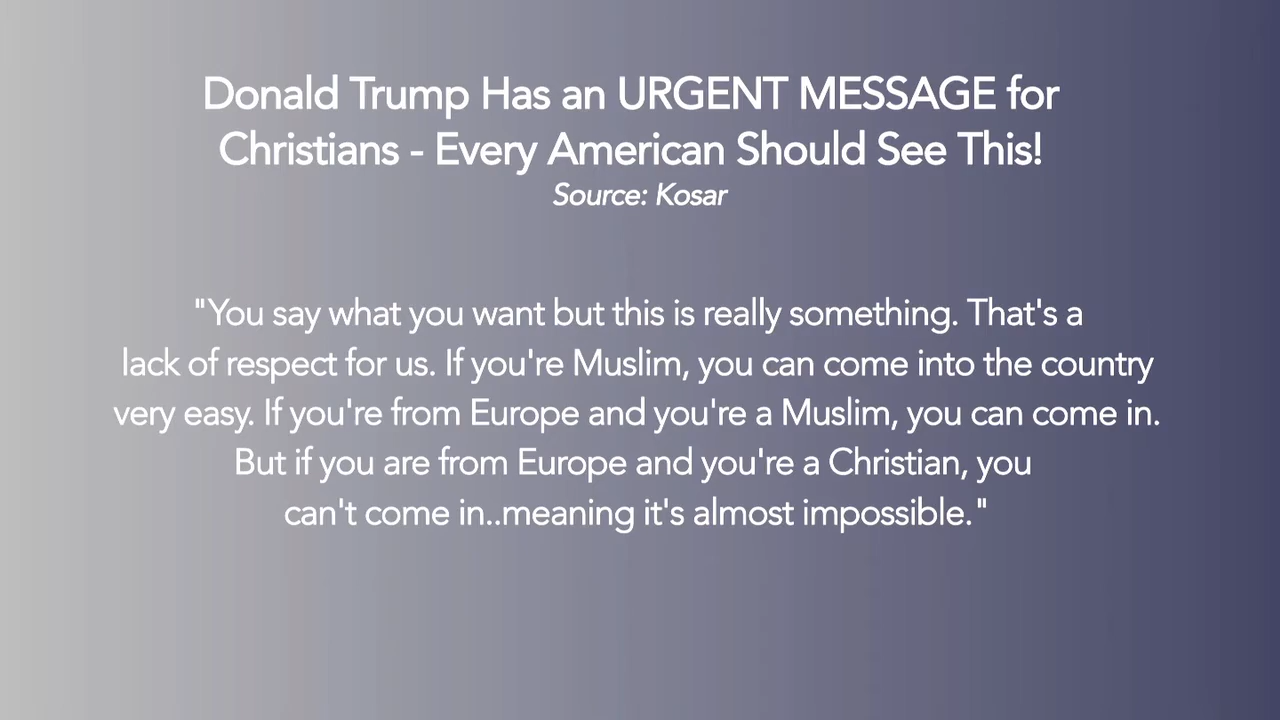 Donald Trump Has an URGENT MESSAGE for
Christians - Every American Should See This!
Source: Kosar
"You say what you want but this is really something. That's a
lack of respect for us. If you're Muslim, you can come into the country
very easy. If you're from Europe and you're a Muslim, you can come in.
But if you are from Europe and you're a Christian, you
can't come in..meaning it's almost impossible."